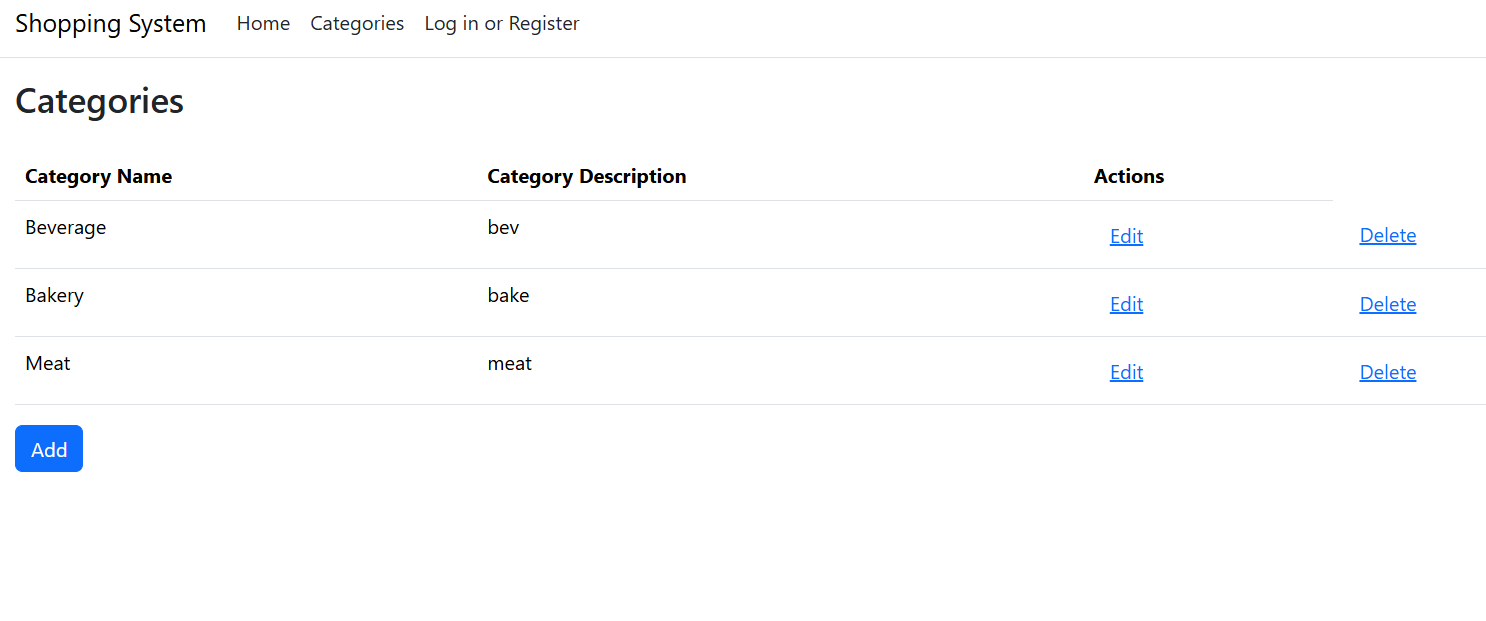 Shopping System Home Categories Log in or Register
Categories
Category Name Category Description Actions
Beverage bev Edit Delete
Bakery bake Edit Delete
Meat meat Edit Delete
Add